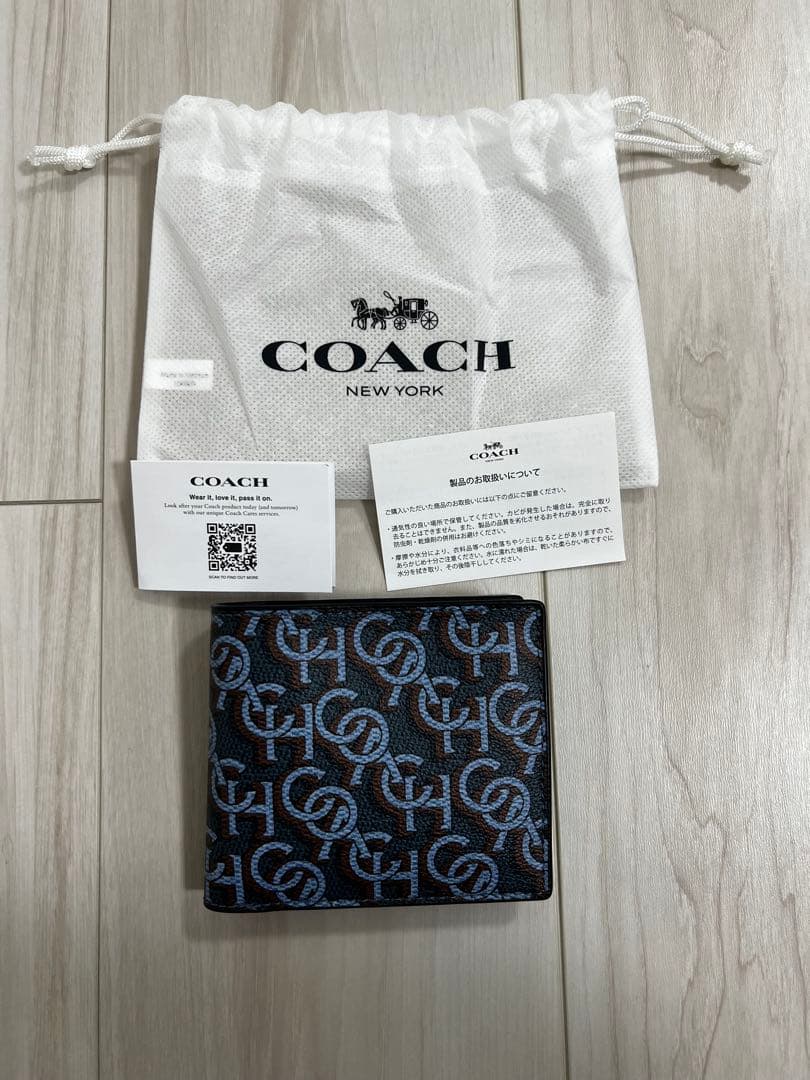 COACH
NEW YORK
COACH
Wear it, love it, pass it on.
Look after your Coach product today (and tomorrow)
with our unique Coach Cares services.
SCAN TO FIND OUT MORE
COACH
NEW YORK
製品のお取扱いについて
ご購入いただいた商品のお取扱いには以下の点にご留意ください。
・通気性の良い場所で保管してください。カビが発生した場合は、完全に取り
去ることはできません。また、製品の品質を劣化させるおそれがありますので、
防虫剤・乾燥剤の併用はお避けください。
・摩擦や水分により、衣料品等への色落ちやシミになることがありますので、
あらかじめ十分ご注意ください。水に濡れた場合は、乾いた柔らかい布ですぐに
水分を拭き取り、その後陰干ししてください。